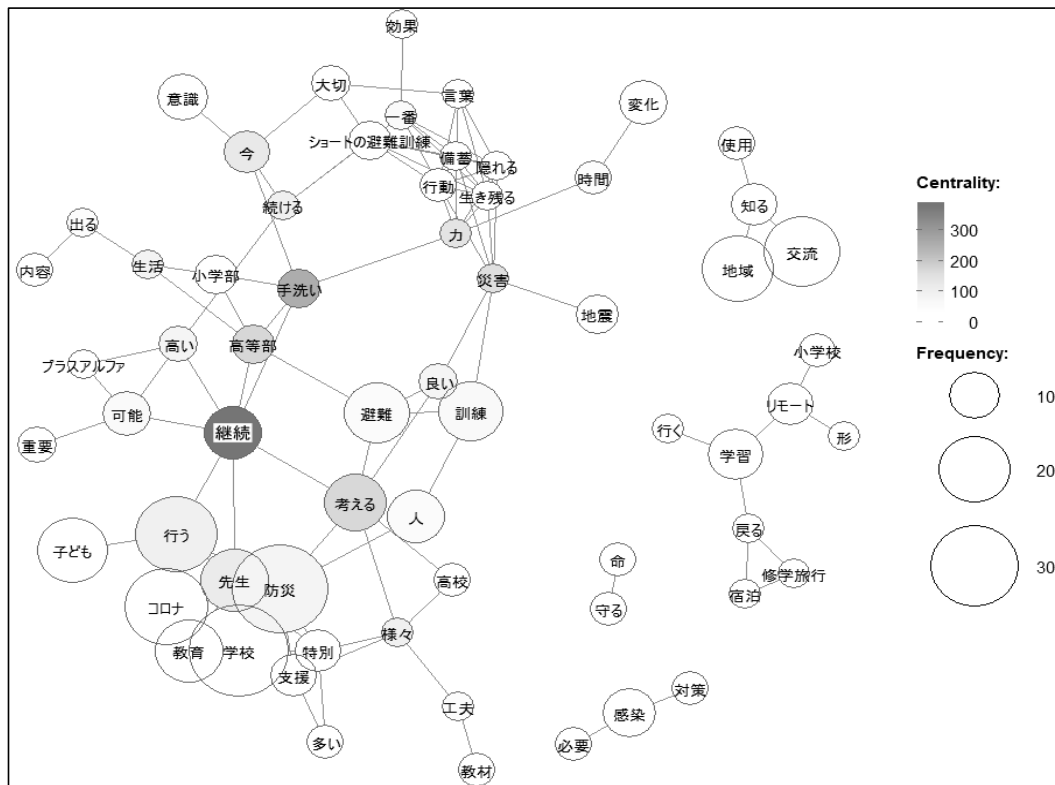 効果
大切
意識
言葉
変化
一番
ショートの避難訓練
使用
今
備蓄
隠れる
時間
行動
生き残る
知る
続ける
出る
力
交流
地域
内容
生活
小学部
手洗い
災害
地震
高い
高等部
小学校
プラスアルファ
良い
避難
訓練
リモート
可能
重要
継続
行く
形
学習
考える
人
行う
戻る
子ども
命
先生
防災
高校
修学旅行
宿泊
コロナ
守る
様々
教育
学校
特別
支援
対策
工夫
感染
多い
必要
教材
Centrality:
300
200
100
0
Frequency:
10
20
30